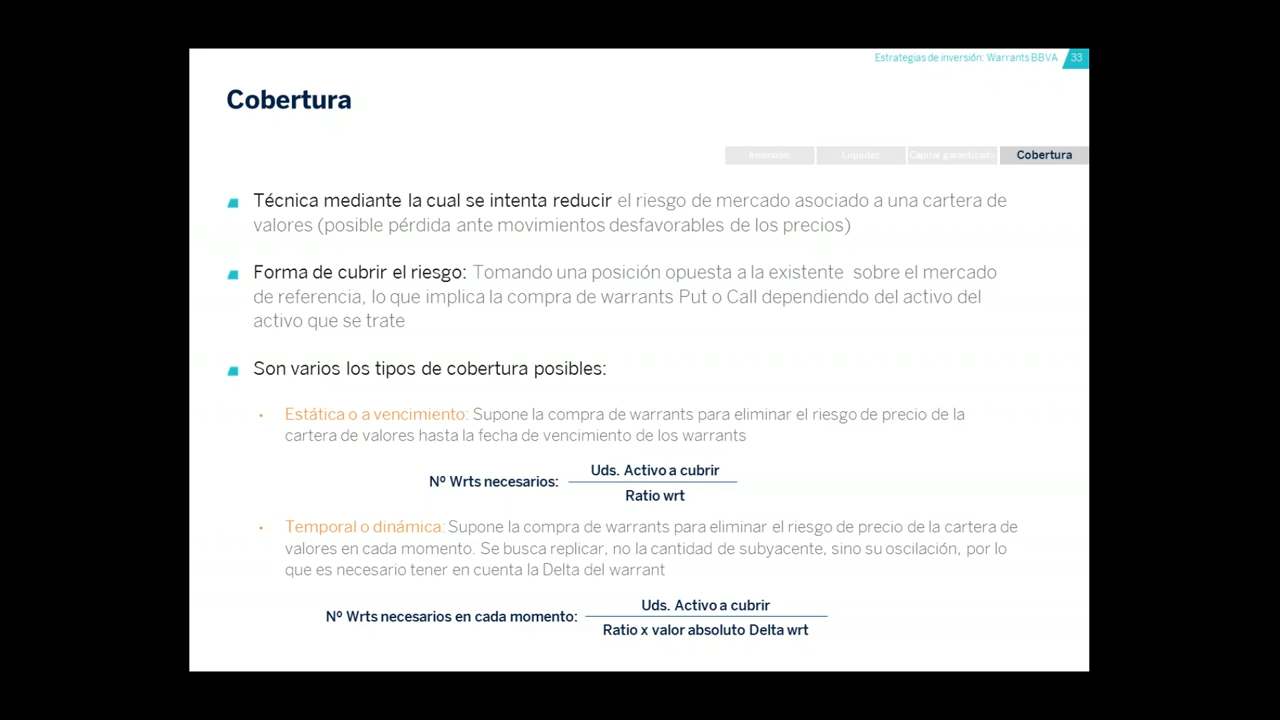 Estrategias de inversión: Warrants BBVA 33
Cobertura
Inversión Liquidez Capital garantizado Cobertura
Técnica mediante la cual se intenta reducir el riesgo de mercado asociado a una cartera de
valores (posible pérdida ante movimientos desfavorables de los precios)
Forma de cubrir el riesgo: Tomando una posición opuesta a la existente sobre el mercado
de referencia, lo que implica la compra de warrants Put o Call dependiendo del activo del
activo que se trate
Son varios los tipos de cobertura posibles:
• Estática o a vencimiento: Supone la compra de warrants para eliminar el riesgo de precio de la
cartera de valores hasta la fecha de vencimiento de los warrants
Uds. Activo a cubrir
Nº Wrts necesarios:
Ratio wrt
• Temporal o dinámica: Supone la compra de warrants para eliminar el riesgo de precio de la cartera de
valores en cada momento. Se busca replicar, no la cantidad de subyacente, sino su oscilación, por lo
que es necesario tener en cuenta la Delta del warrant
Uds. Activo a cubrir
Nº Wrts necesarios en cada momento:
Ratio x valor absoluto Delta wrt